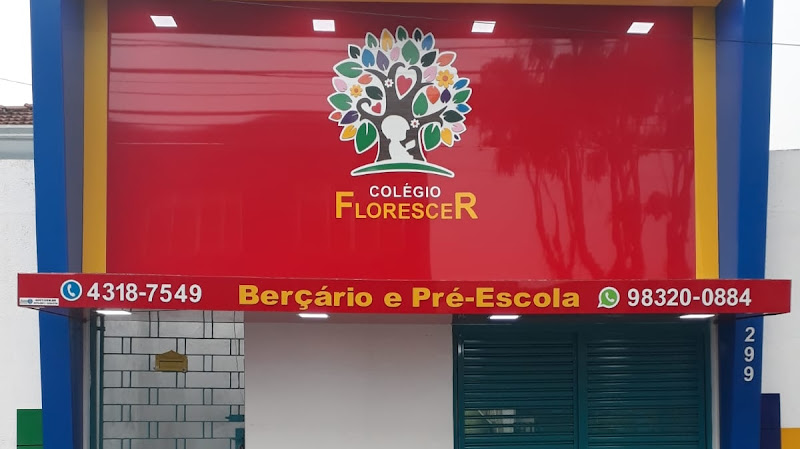 COLÉGIO
FLORESCER
4318-7549 Berçário e Pré-Escola 98320-0884
299